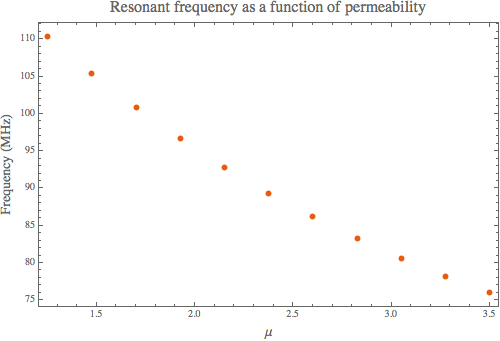 Resonant frequency as a function of permeability
110
105
100
95
90
85
80
75
Frequency (MHz)
1.5 2.0 2.5 3.0 3.5
μ